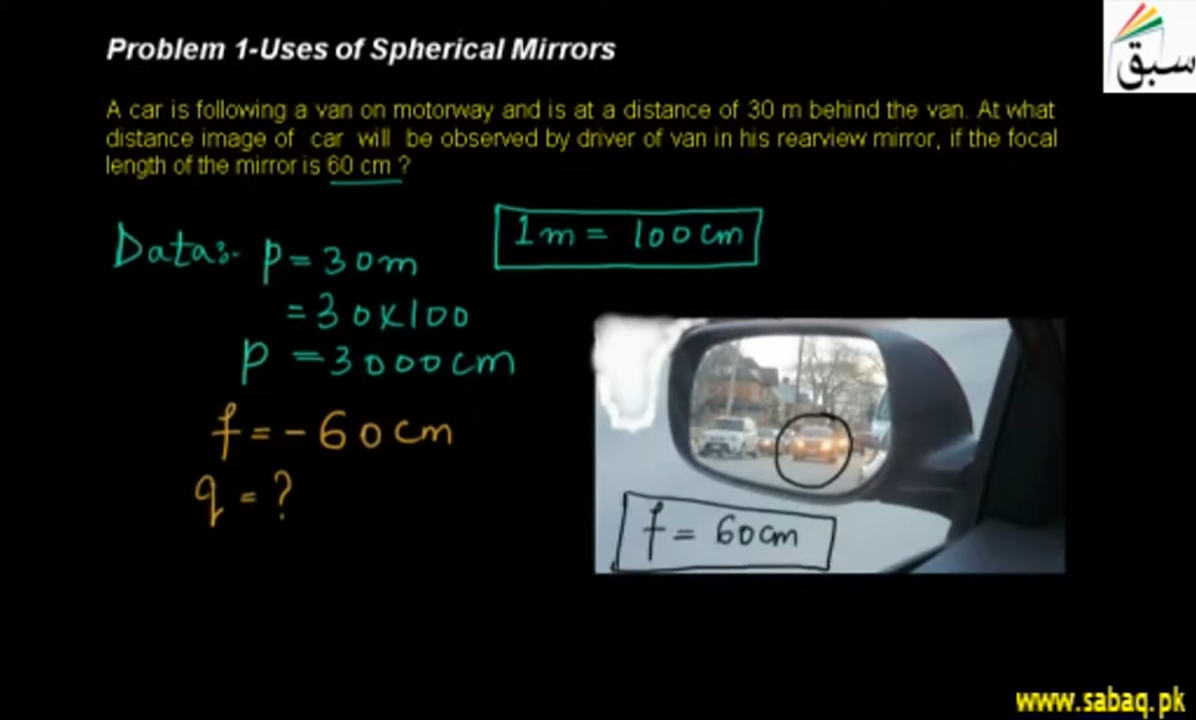 Problem 1-Uses of Spherical Mirrors
سبق
A car is following a van on motorway and is at a distance of 30 m behind the van. At what
distance image of car will be observed by driver of van in his rearview mirror, if the focal
length of the mirror is 60 cm ?
1m = 100cm
Data:- p = 30m
= 30x100
p = 3000cm
f = -60cm
q = ?
f = 60cm
www.sabaq.pk